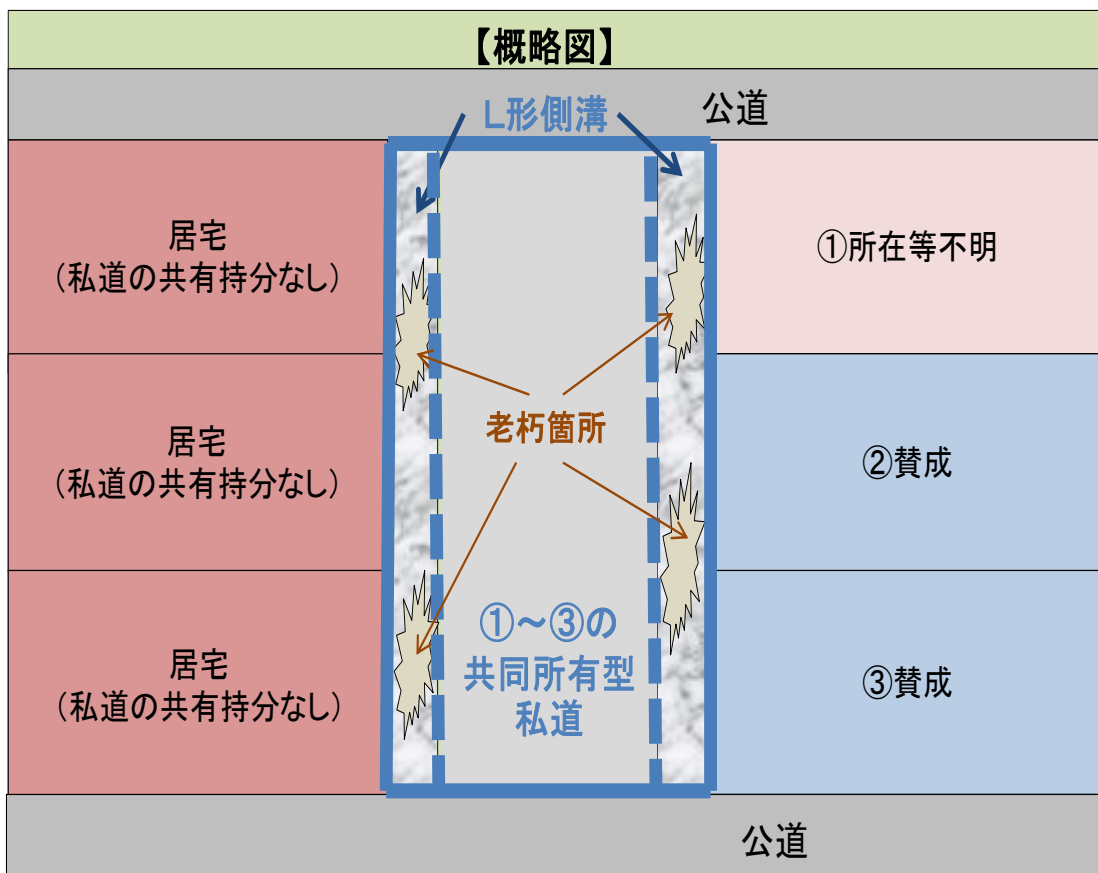 【概略図】
公道
L形側溝
居宅
（私道の共有持分なし）
①所在等不明
居宅
（私道の共有持分なし）
老朽箇所
②賛成
居宅
（私道の共有持分なし）
①～③の
共同所有型
私道
③賛成
公道